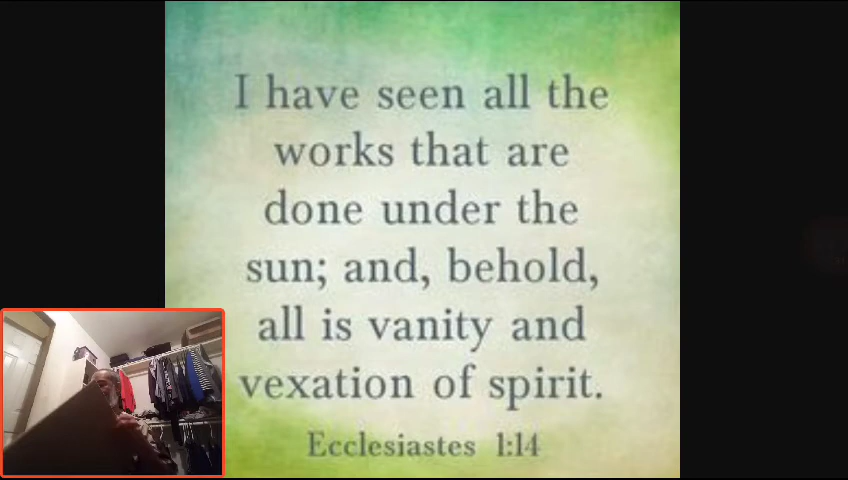 I have seen all the
works that are
done under the
sun; and, behold,
all is vanity and
vexation of spirit.
Ecclesiastes 1:14